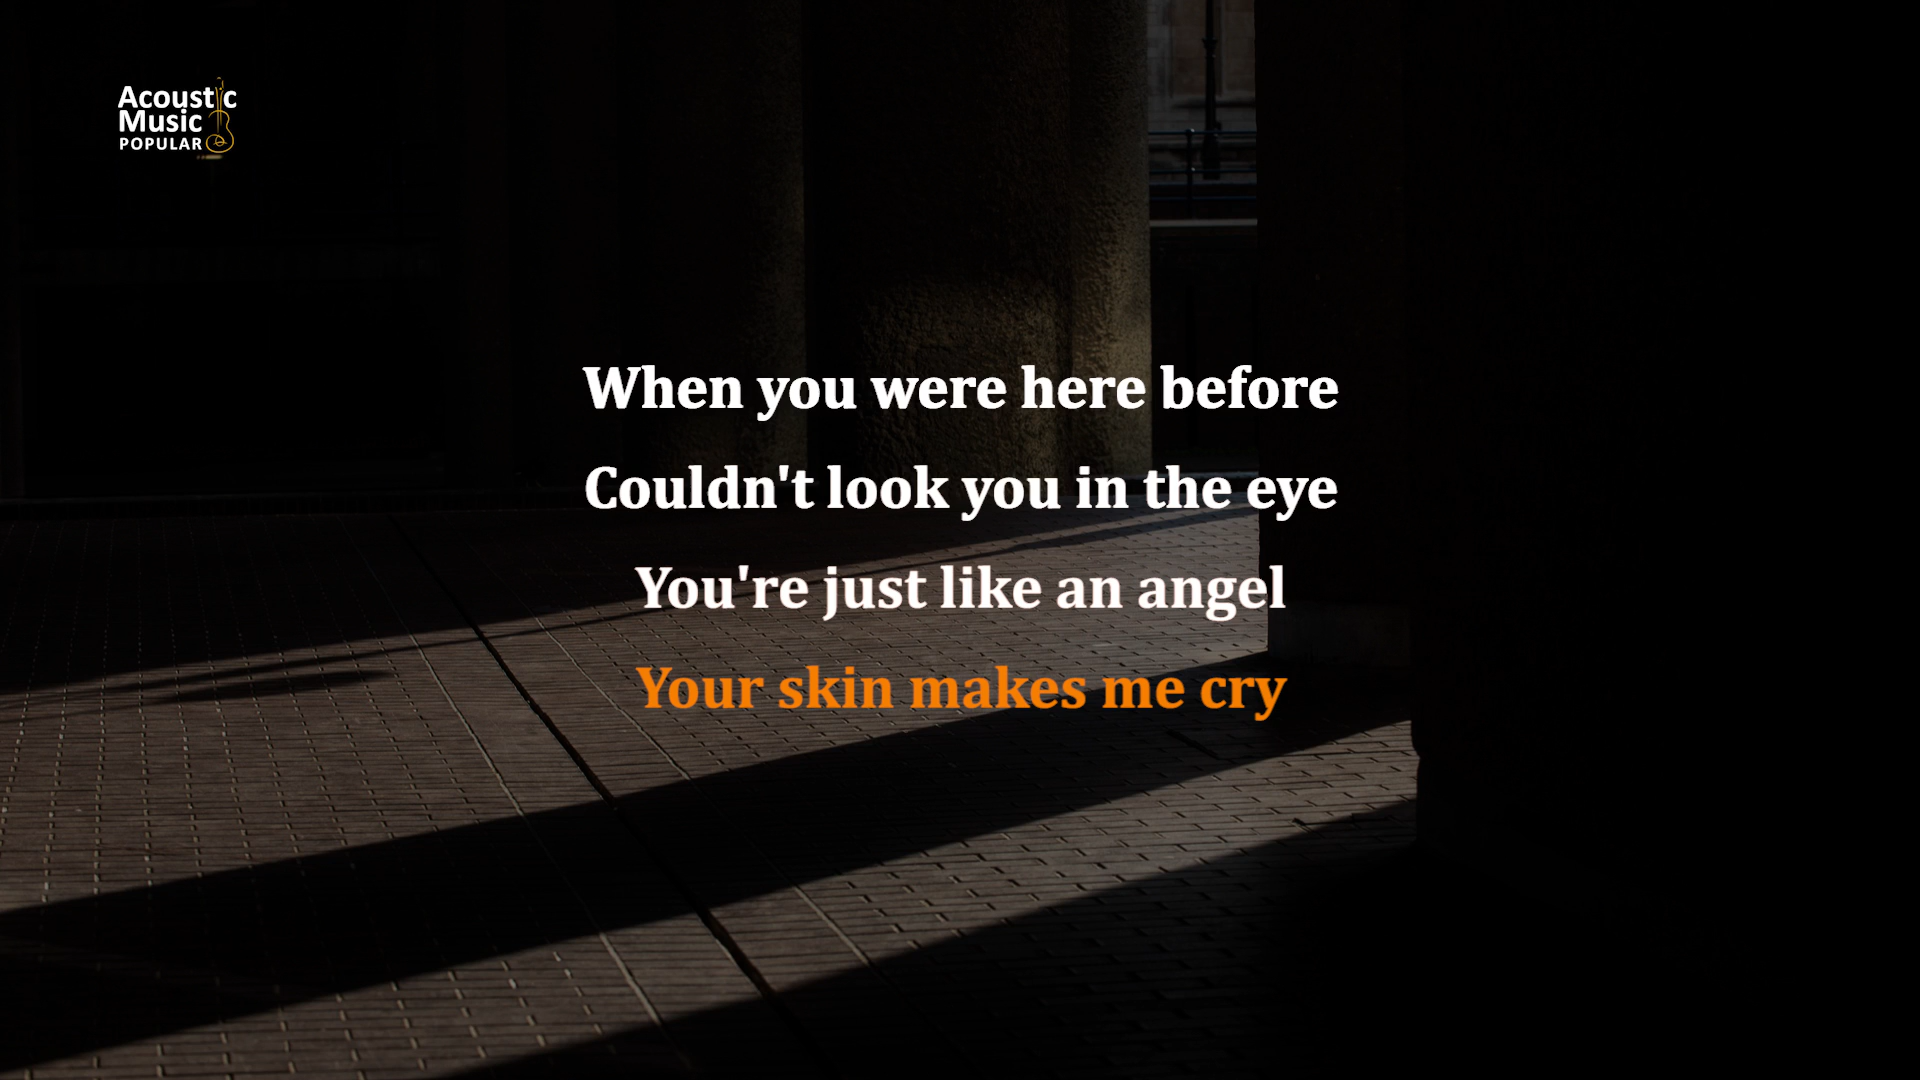 Acoustic
Music
POPULAR
When you were here before
Couldn't look you in the eye
You're just like an angel
Your skin makes me cry